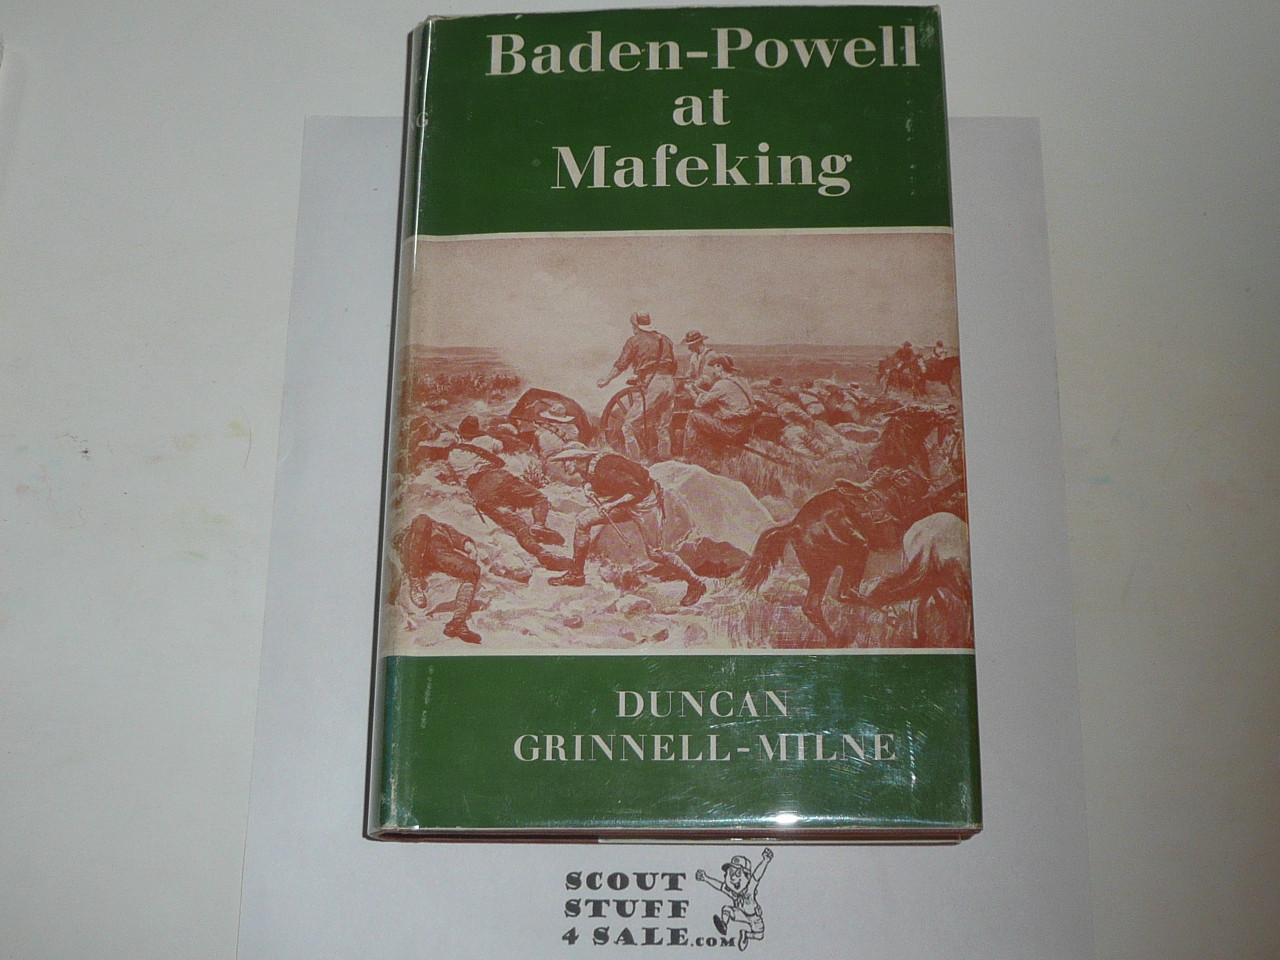 Baden-Powell
at
Mafeking
G
DUNCAN
GRINNELL-MILNE
SCOUT
STUFF
4 SALE.COM